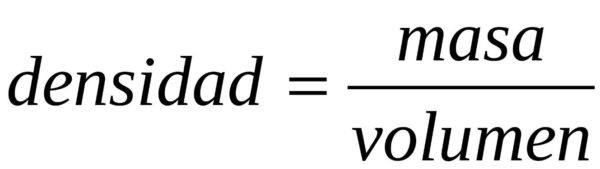 densidad = masa / volumen